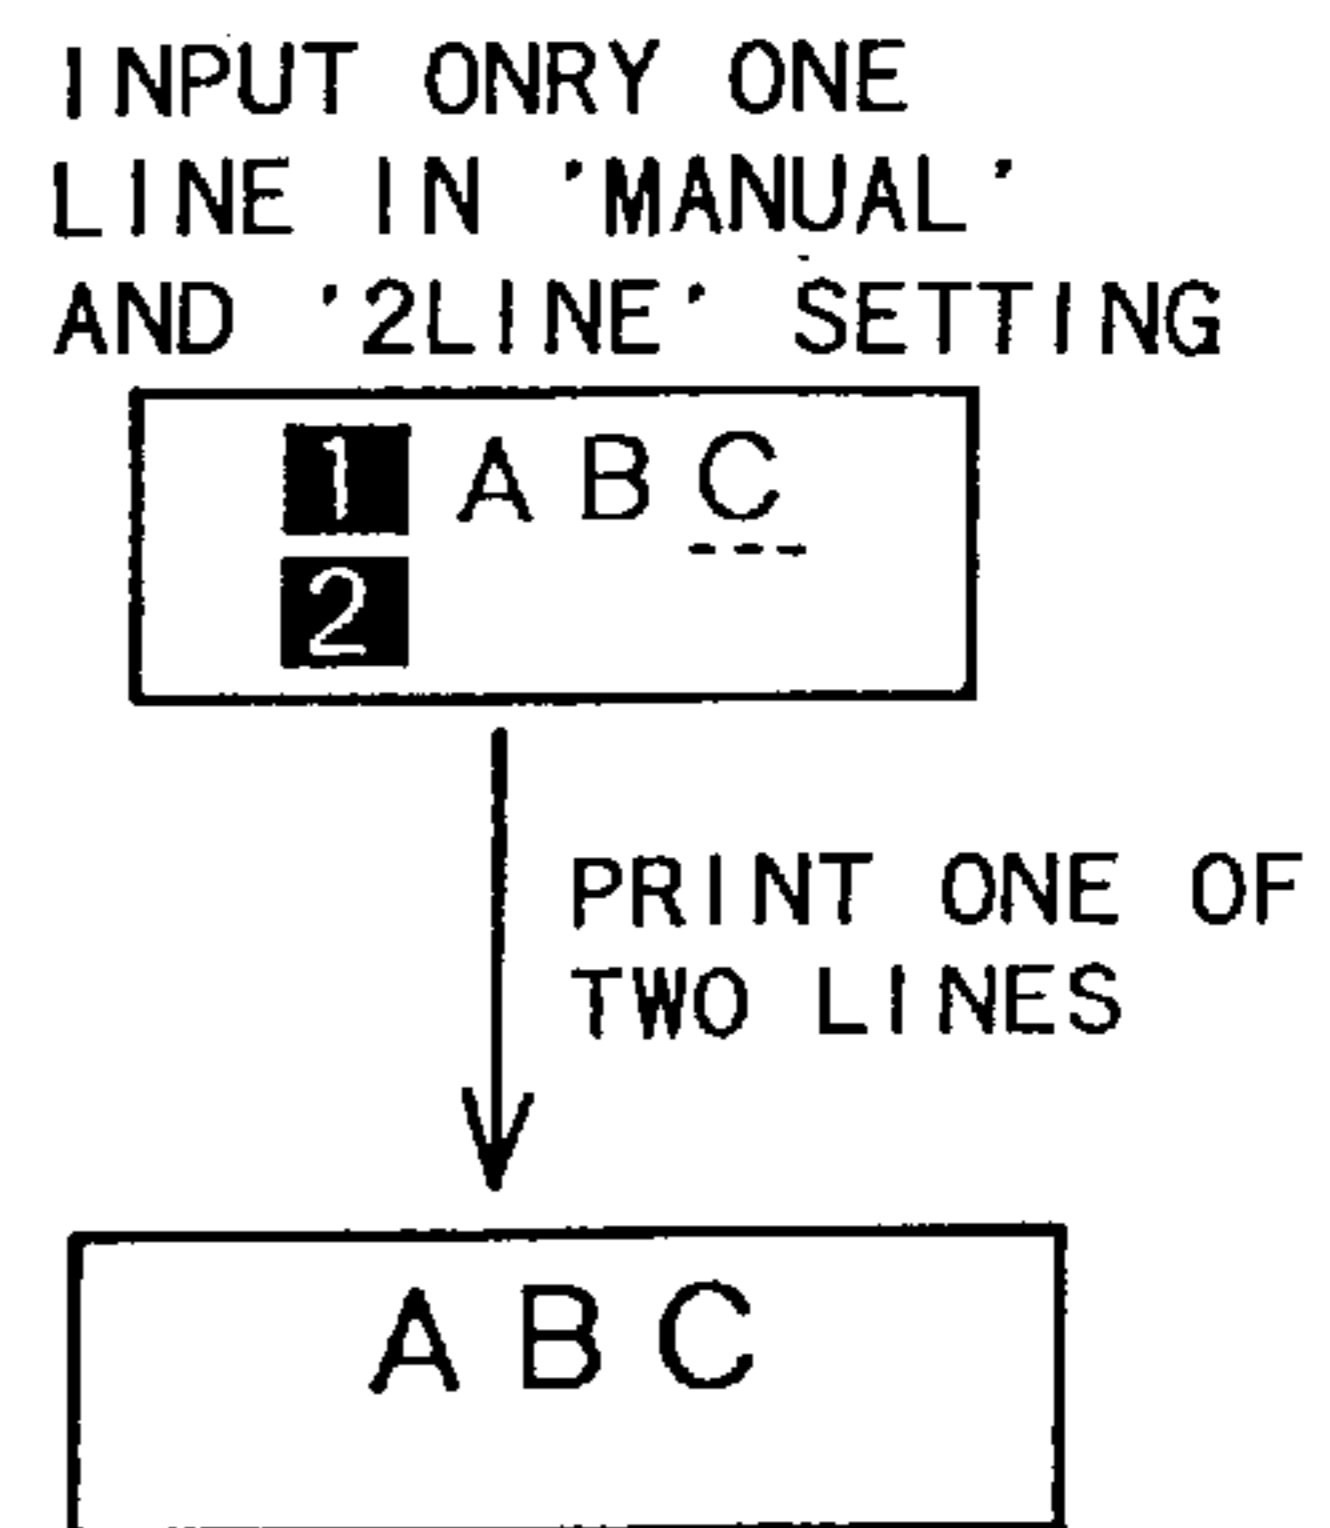 INPUT ONRY ONE
LINE IN 'MANUAL'
AND '2LINE' SETTING
1 ABC
2
PRINT ONE OF
TWO LINES
ABC